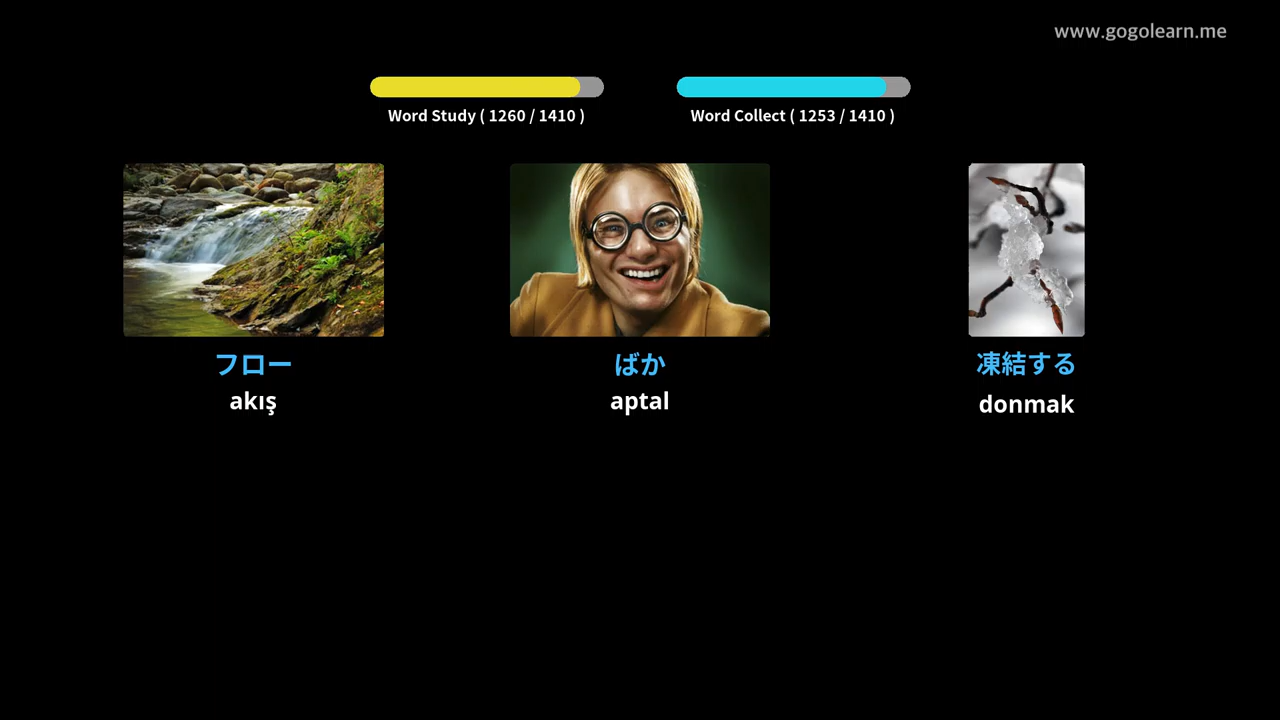 www.gogolearn.me
Word Study ( 1260 / 1410 )
Word Collect ( 1253 / 1410 )
フロー
akış
ばか
aptal
凍結する
donmak